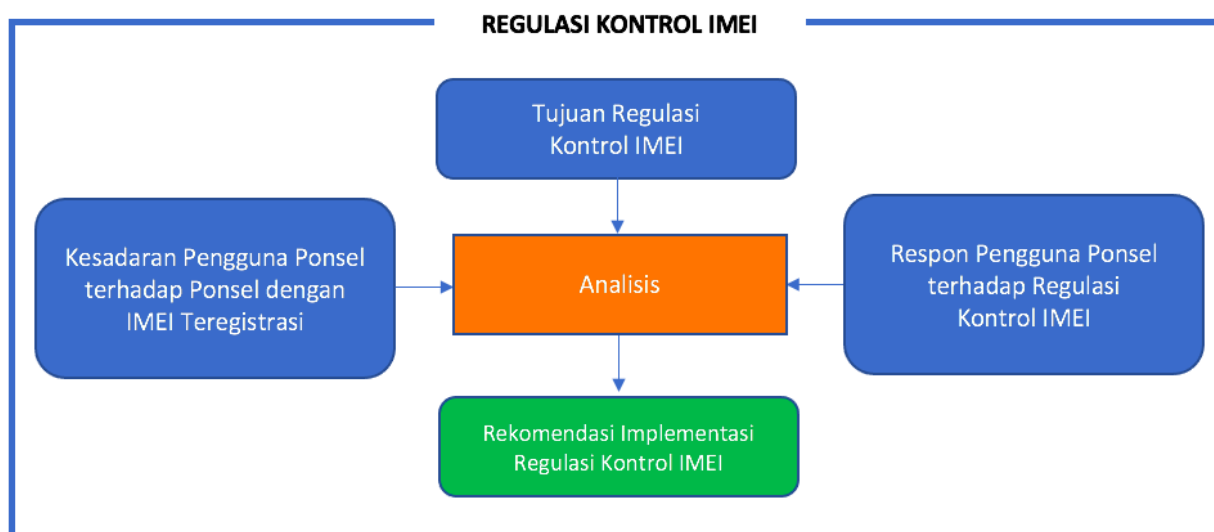 REGULASI KONTROL IMEI
Tujuan Regulasi
Kontrol IMEI
Kesadaran Pengguna Ponsel
terhadap Ponsel dengan
IMEI Teregistrasi
Analisis
Respon Pengguna Ponsel
terhadap Regulasi
Kontrol IMEI
Rekomendasi Implementasi
Regulasi Kontrol IMEI